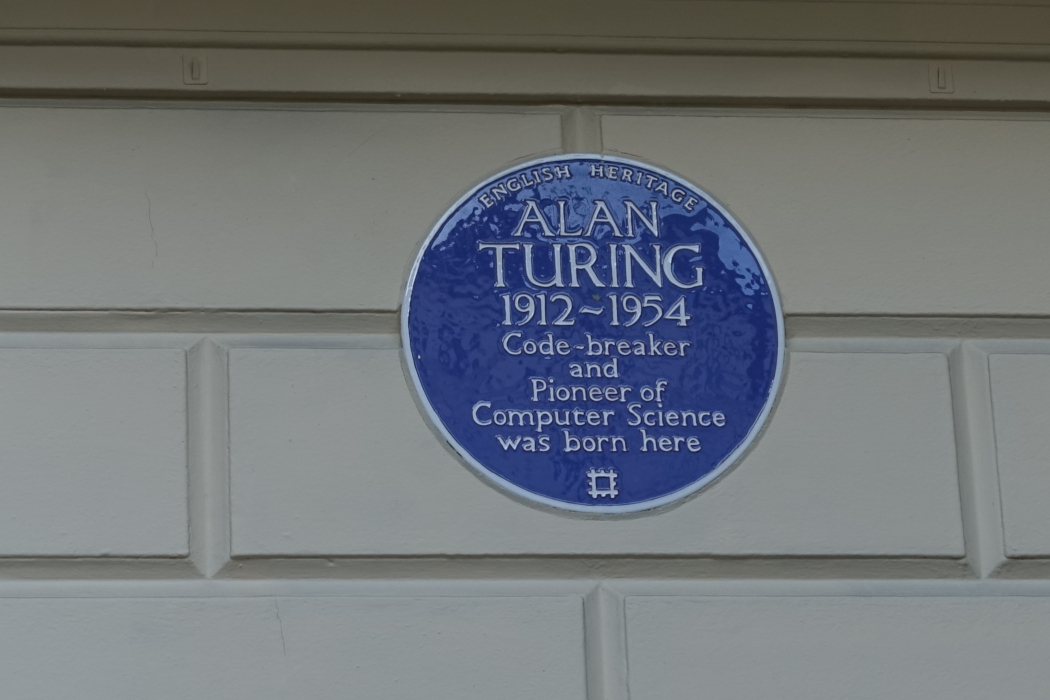 ENGLISH HERITAGE
ALAN
TURING
1912~1954
Code-breaker
and
Pioneer of
Computer Science
was born here